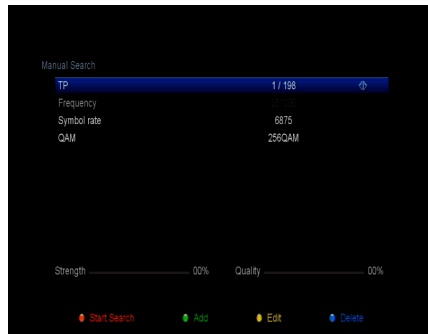 Manual Search
TP 1 / 198
Frequency
Symbol rate 6875
QAM 256QAM
Strength 00% Quality 00%
Start Search Add Edit Delete